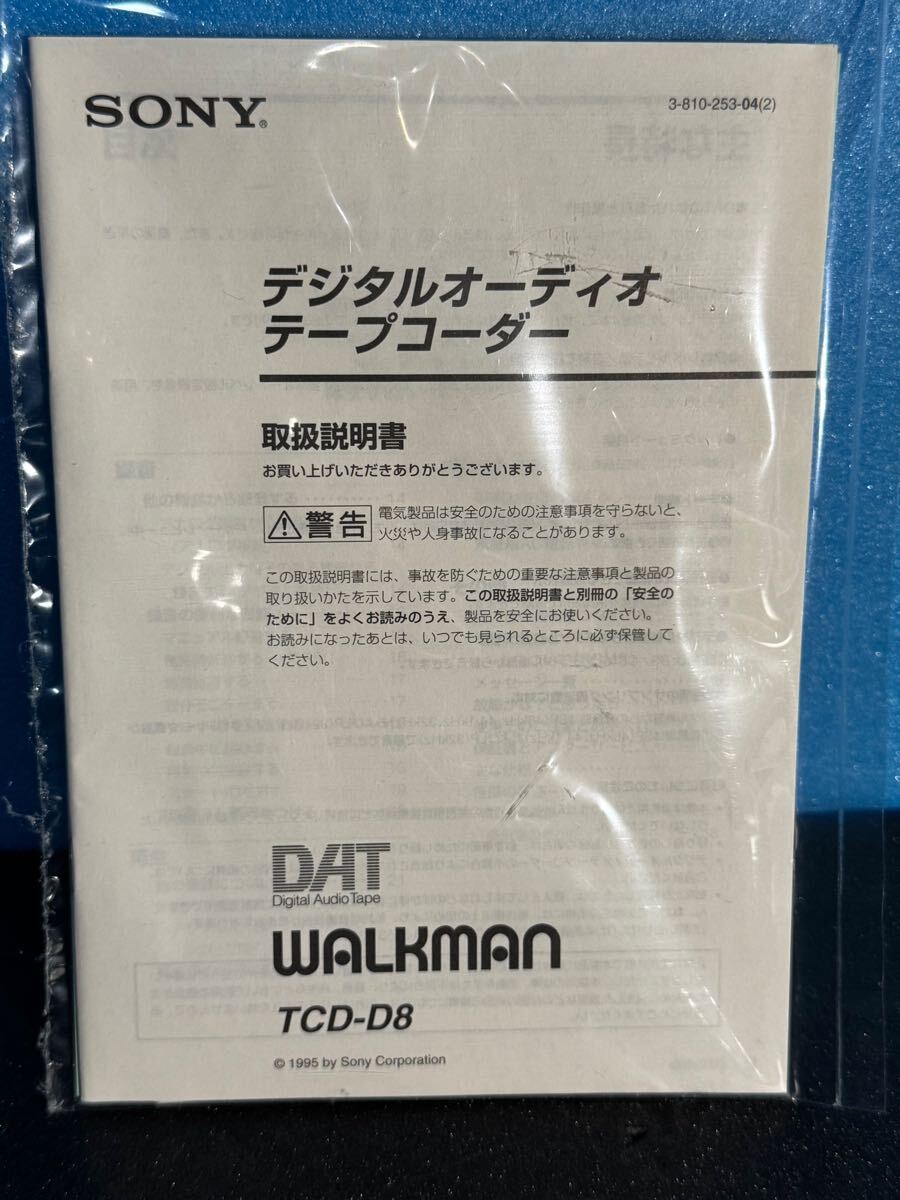 SONY®
3-810-253-04(2)
デジタルオーディオ
テープコーダー
取扱説明書
お買い上げいただきありがとうございます。
警告
電気製品は安全のための注意事項を守らないと、
火災や人身事故になることがあります。
この取扱説明書には、事故を防ぐための重要な注意事項と製品の
取り扱いかたを示しています。この取扱説明書と別冊の「安全の
ために」をよくお読みのうえ、製品を安全にお使いください。
お読みになったあとは、いつでも見られるところに必ず保管して
ください。
DAT
Digital Audio Tape
WALKMAN
TCD-D8
© 1995 by Sony Corporation